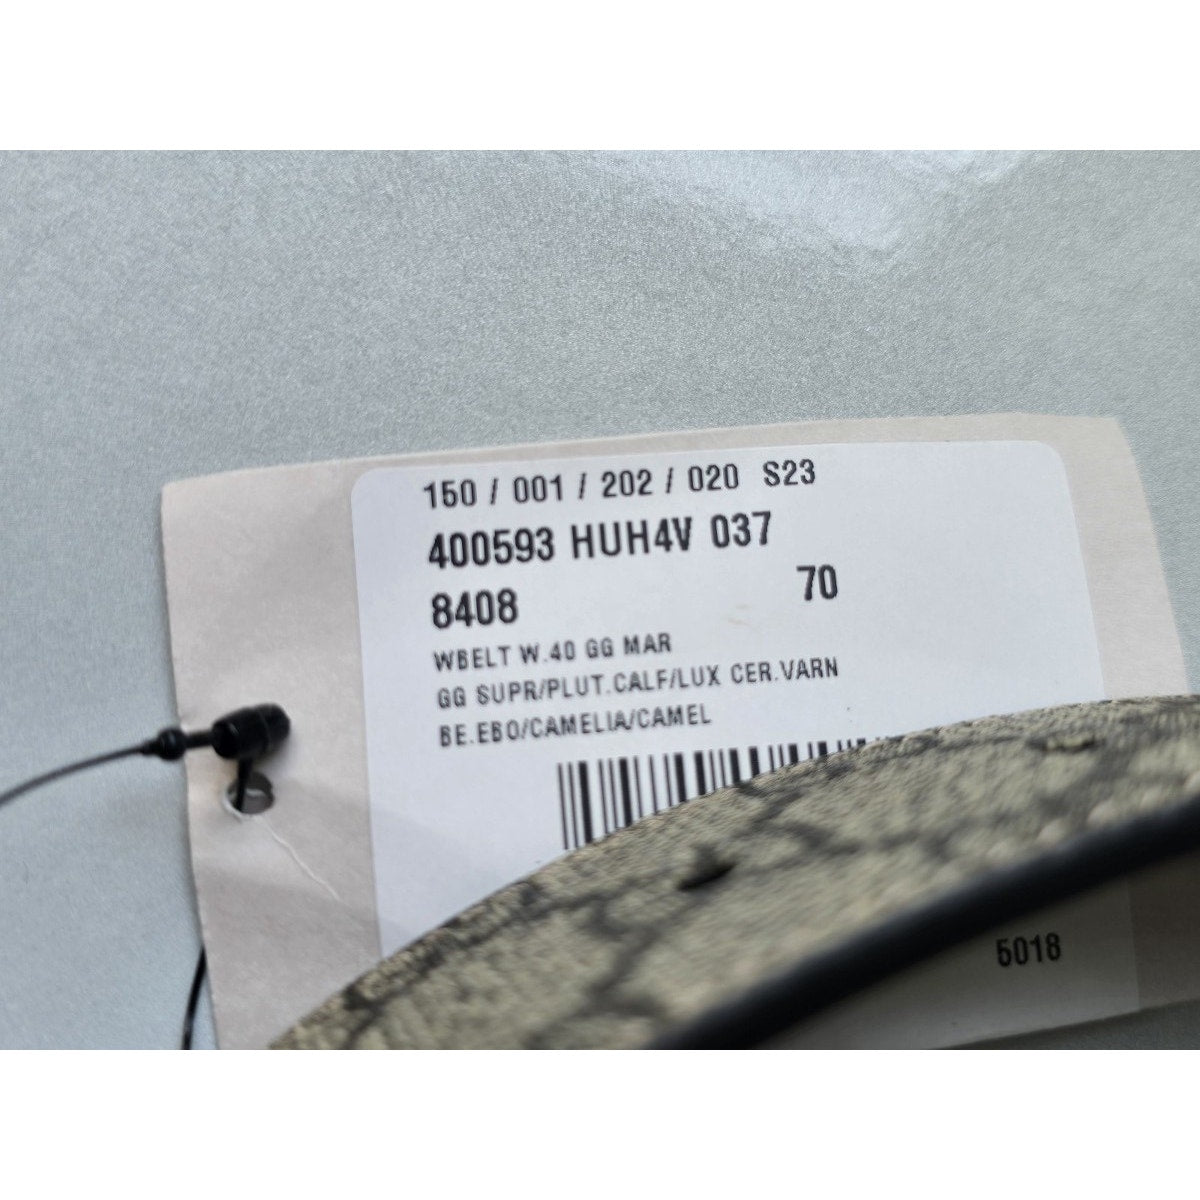 150 / 001 / 202 / 020 S23
400593 HUH4V 037
8408 70
WBELT W.40 GG MAR
GG SUPR/PLUT.CALF/LUX CER.VARN
BE.EBO/CAMELIA/CAMEL
5018